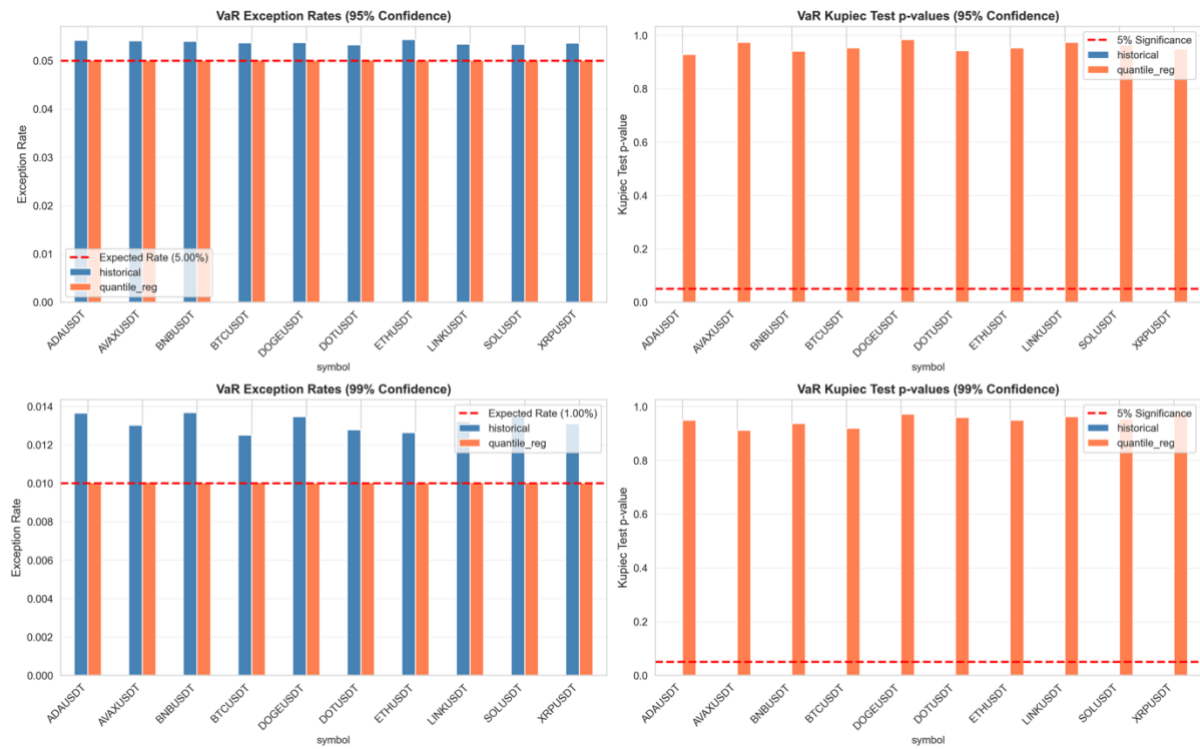 VaR Exception Rates (95% Confidence)
Exception Rate
0.05
0.04
0.03
0.02
0.01
0.00
Expected Rate (5.00%)
historical
quantile_reg
ADAUSDT
AVAXUSDT
BNBUSDT
BTCUSDT
DOGEUSDT
DOTUSDT
ETHUSDT
LINKUSDT
SOLUSDT
XRPUSDT
symbol
VaR Kupiec Test p-values (95% Confidence)
Kupiec Test p-value
1.0
0.8
0.6
0.4
0.2
0.0
5% Significance
historical
quantile_reg
ADAUSDT
AVAXUSDT
BNBUSDT
BTCUSDT
DOGEUSDT
DOTUSDT
ETHUSDT
LINKUSDT
SOLUSDT
XRPUSDT
symbol
VaR Exception Rates (99% Confidence)
Exception Rate
0.014
0.012
0.010
0.008
0.006
0.004
0.002
0.000
Expected Rate (1.00%)
historical
quantile_reg
ADAUSDT
AVAXUSDT
BNBUSDT
BTCUSDT
DOGEUSDT
DOTUSDT
ETHUSDT
LINKUSDT
SOLUSDT
XRPUSDT
symbol
VaR Kupiec Test p-values (99% Confidence)
Kupiec Test p-value
1.0
0.8
0.6
0.4
0.2
0.0
5% Significance
historical
quantile_reg
ADAUSDT
AVAXUSDT
BNBUSDT
BTCUSDT
DOGEUSDT
DOTUSDT
ETHUSDT
LINKUSDT
SOLUSDT
XRPUSDT
symbol